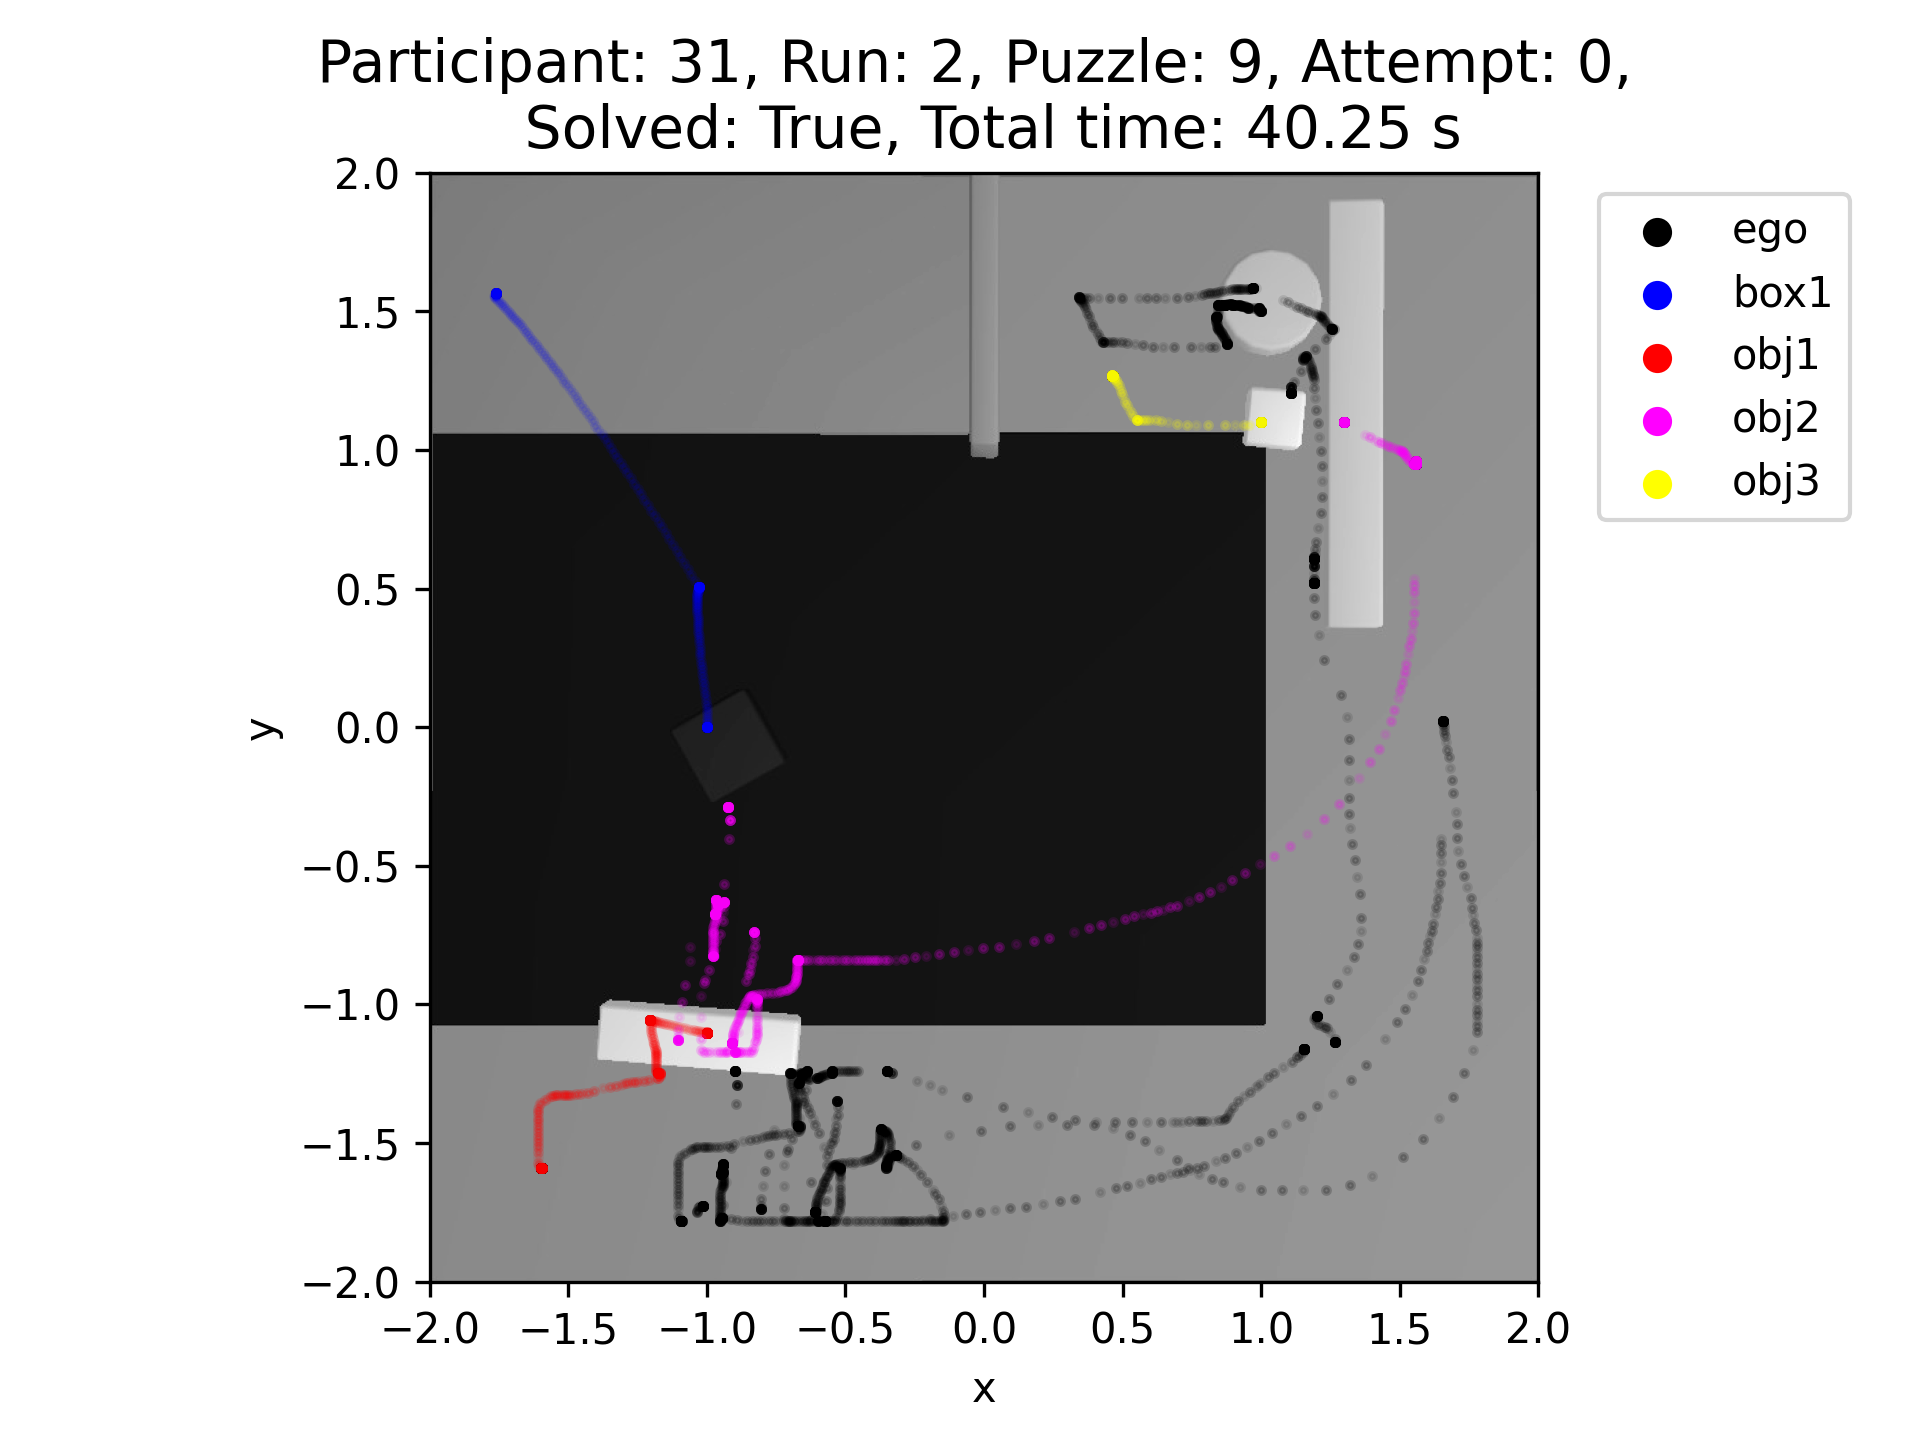 Participant: 31, Run: 2, Puzzle: 9, Attempt: 0,
Solved: True, Total time: 40.25 s
2.0
1.5
1.0
0.5
0.0
−0.5
−1.0
−1.5
−2.0
y
−2.0 −1.5 −1.0 −0.5 0.0 0.5 1.0 1.5 2.0
x
ego
box1
obj1
obj2
obj3